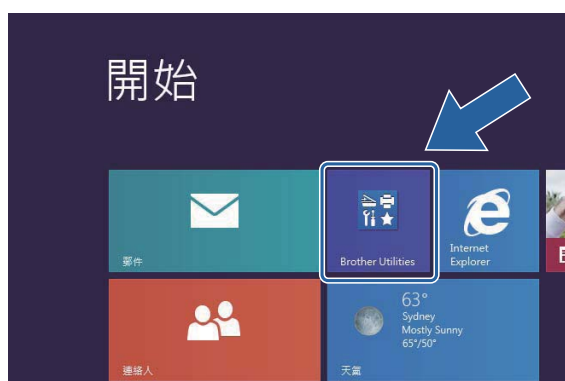 開始
郵件
Brother Utilities
Internet
Explorer
連絡人
63°
Sydney
Mostly Sunny
65°/50°
天氣